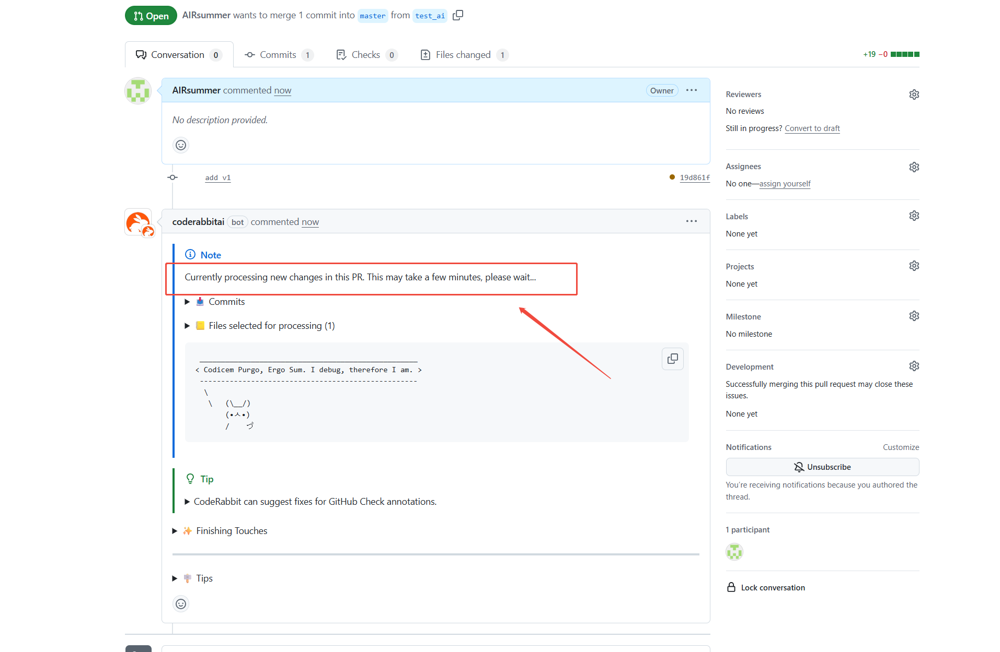 Open AIRsummer wants to merge 1 commit into master from test_ai
Conversation 0 Commits 1 Checks 0 Files changed 1 +19 −0
AIRsummer commented now Owner
No description provided.
add v1 19d861f
coderabbitai bot commented now
Note
Currently processing new changes in this PR. This may take a few minutes, please wait...
Commits
Files selected for processing (1)
< Codicem Purgo, Ergo Sum. I debug, therefore I am. >
--------------------------------------------------
\
\ (\__/)
(•ㅅ•)
/ づ
Tip
CodeRabbit can suggest fixes for GitHub Check annotations.
Finishing Touches
Tips
Reviewers
No reviews
Still in progress? Convert to draft
Assignees
No one—assign yourself
Labels
None yet
Projects
None yet
Milestone
No milestone
Development
Successfully merging this pull request may close these
issues.
None yet
Notifications Customize
Unsubscribe
You're receiving notifications because you authored the
thread.
1 participant
Lock conversation